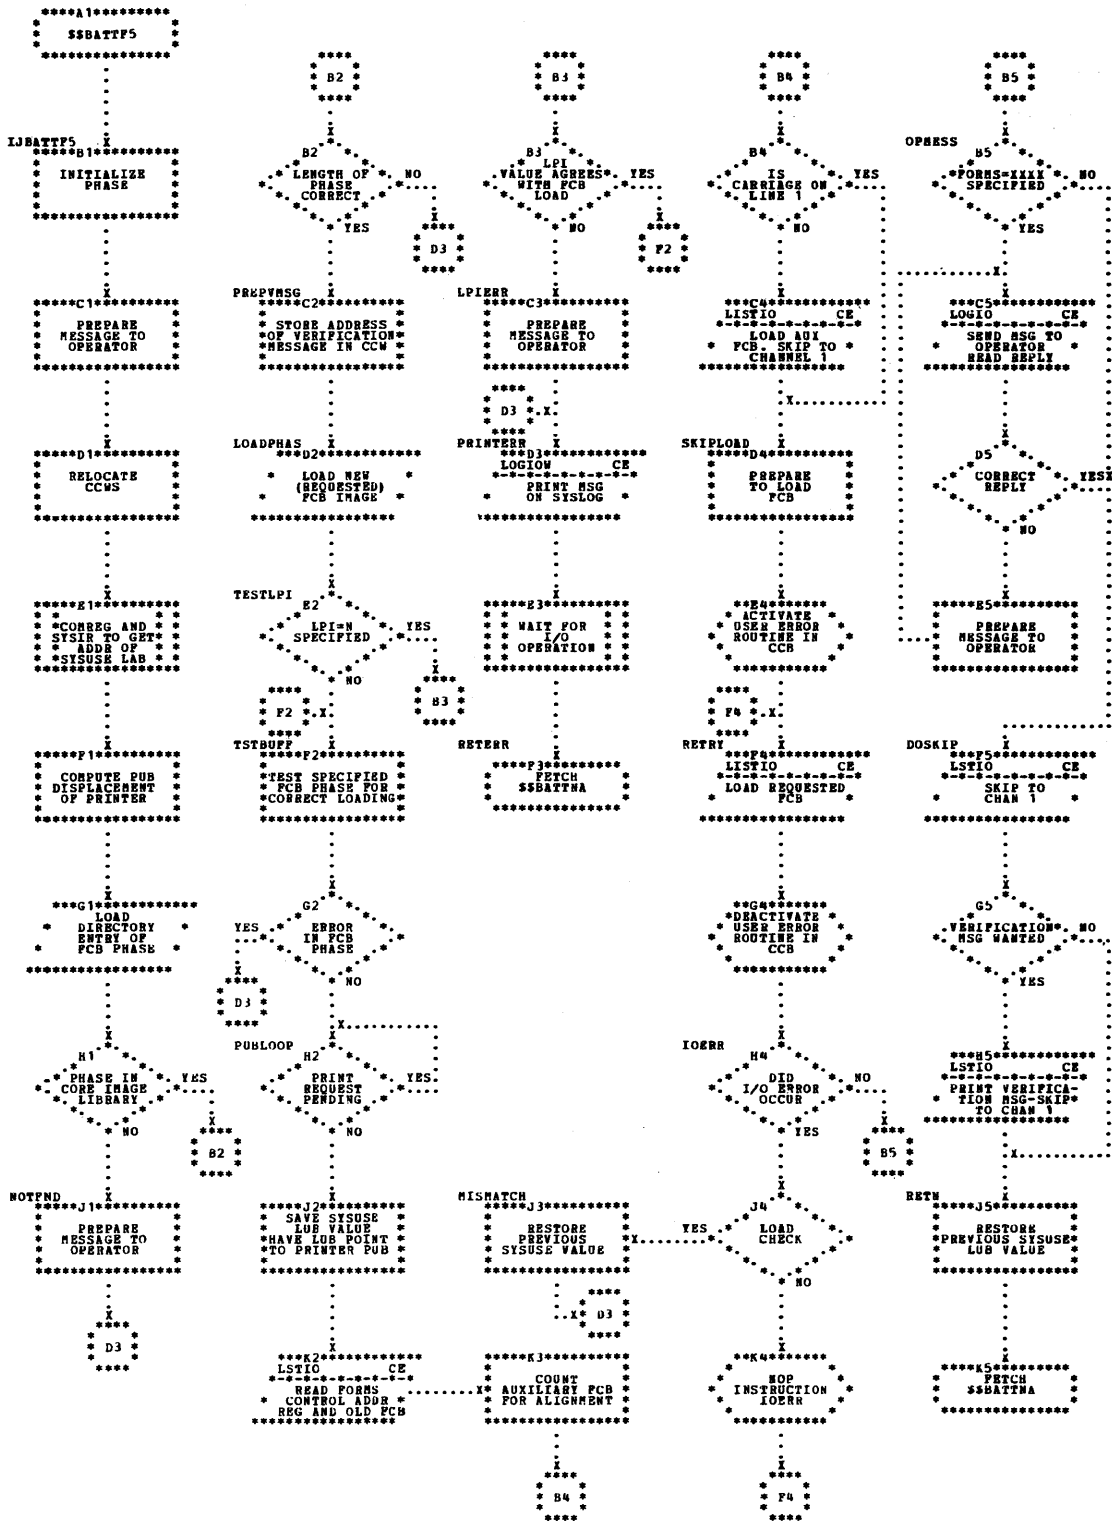 A1
$$BATTF5
IJBATTF5
B1
INITIALIZE
PHASE
C1
PREPARE
MESSAGE TO
OPERATOR
D1
RELOCATE
CCWS
E1
COMREG AND
SYSIR TO GET
ADDR OF
SYSUSE LAB
F1
COMPUTE PUB
DISPLACEMENT
OF PRINTER
G1
LOAD
DIRECTORY
ENTRY OF
FCB PHASE
H1
PHASE IN
CORE IMAGE
LIBRARY
YES
NO
B2
NOTFND
J1
PREPARE
MESSAGE TO
OPERATOR
D3
B2
B2
LENGTH OF
PHASE
CORRECT
NO
YES
D3
PREPVMSG
C2
STORE ADDRESS
OF VERIFICATION
MESSAGE IN CCW
LOADPHAS
D2
LOAD NEW
(REQUESTED)
FCB IMAGE
TESTLPI
E2
LPI=N
SPECIFIED
YES
NO
B3
F2
TSTBUFF
F2
TEST SPECIFIED
FCB PHASE FOR
CORRECT LOADING
G2
ERROR
IN FCB
PHASE
YES
NO
D3
PUBLOOP
H2
PRINT
REQUEST
PENDING
YES
NO
J2
SAVE SYSUSE
LUB VALUE
HAVE LUB POINT
TO PRINTER PUB
K2
LSTIO CE
READ FORMS
CONTROL ADDR
REG AND OLD FCB
B3
B3
LPI
VALUE AGREES
WITH FCB
LOAD
YES
NO
F2
LPIERR
C3
PREPARE
MESSAGE TO
OPERATOR
D3
PRINTERR
D3
LOGIOW CE
PRINT MSG
ON SYSLOG
E3
WAIT FOR
I/O
OPERATION
RETERR
F3
FETCH
$$BATTNA
MISMATCH
J3
RESTORE
PREVIOUS
SYSUSE VALUE
D3
K3
COUNT
AUXILIARY FCB
FOR ALIGNMENT
B4
B4
B4
IS
CARRIAGE ON
LINE 1
YES
NO
C4
LISTIO CE
LOAD AUX
FCB. SKIP TO
CHANNEL 1
SKIPLOAD
D4
PREPARE
TO LOAD
FCB
E4
ACTIVATE
USER ERROR
ROUTINE IN
CCB
F4
RETRY
F4
LISTIO CE
LOAD REQUESTED
FCB
G4
DEACTIVATE
USER ERROR
ROUTINE IN
CCB
IOERR
H4
DID
I/O ERROR
OCCUR
NO
YES
B5
J4
LOAD
CHECK
YES
NO
K4
NOP
INSTRUCTION
IOERR
F4
B5
OPMESS
B5
FORMS=XXXX
SPECIFIED
NO
YES
C5
LOGIO CE
SEND MSG TO
OPERATOR
READ REPLY
D5
CORRECT
REPLY
YES
NO
E5
PREPARE
MESSAGE TO
OPERATOR
DOSKIP
F5
LSTIO CE
SKIP TO
CHAN 1
G5
VERIFICATION
MSG WANTED
NO
YES
H5
LSTIO CE
PRINT VERIFICA-
TION MSG-SKIP
TO CHAN 1
RETN
J5
RESTORE
PREVIOUS SYSUSE
LUB VALUE
K5
FETCH
$$BATTNA